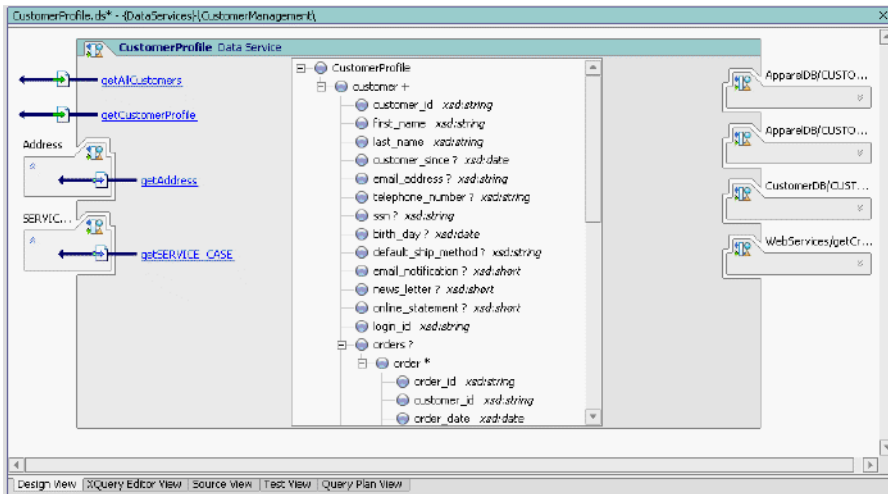 CustomerProfile.ds* - {DataServices}\CustomerManagement\
CustomerProfile Data Service
getAllCustomers
getCustomerProfile
Address
getAddress
SERVIC...
getSERVICE_CASE
CustomerProfile
customer +
customer_id xsd:string
first_name xsd:string
last_name xsd:string
customer_since ? xsd:date
email_address ? xsd:string
telephone_number ? xsd:string
ssn ? xsd:string
birth_day ? xsd:date
default_ship_method ? xsd:string
email_notification ? xsd:short
news_letter ? xsd:short
online_statement ? xsd:short
login_id xsd:string
orders ?
order *
order_id xsd:string
customer_id xsd:string
order_date xsd:date
ApparelDB/CUSTO...
ApparelDB/CUSTO...
CustomerDB/CUST...
WebServices/getCr...
Design View XQuery Editor View Source View Test View Query Plan View